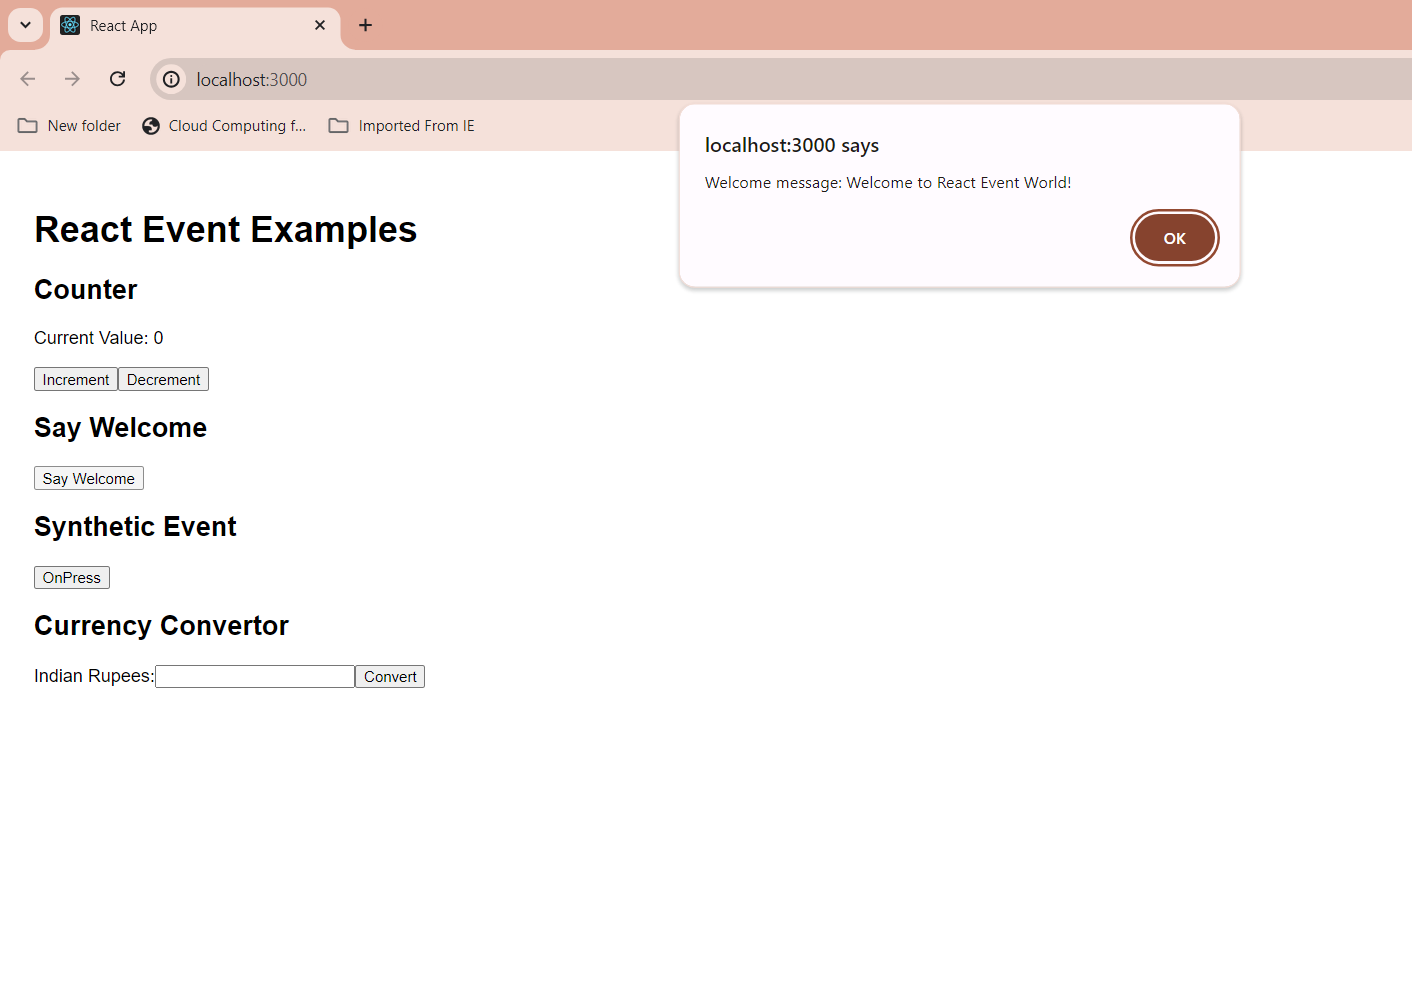 React App
localhost:3000
New folder
Cloud Computing f...
Imported From IE
localhost:3000 says
Welcome message: Welcome to React Event World!
OK
React Event Examples
Counter
Current Value: 0
Increment Decrement
Say Welcome
Say Welcome
Synthetic Event
OnPress
Currency Convertor
Indian Rupees: Convert